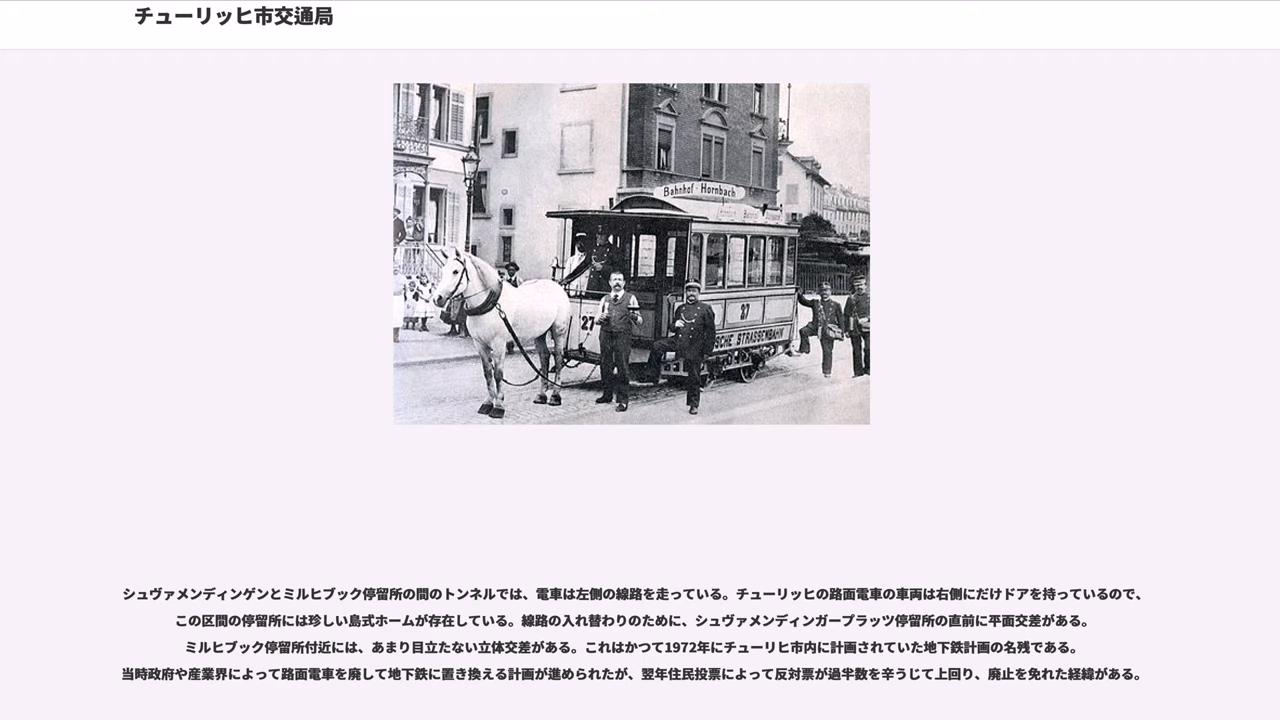 チューリッヒ市交通局
Bahnhof - Hornbach
27
27
SCHE STRASSENBAHN
シュヴァメンディンゲンとミルヒブック停留所の間のトンネルでは、電車は左側の線路を走っている。チューリッヒの路面電車の車両は右側にだけドアを持っているので、
この区間の停留所には珍しい島式ホームが存在している。線路の入れ替わりのために、シュヴァメンディンガープラッツ停留所の直前に平面交差がある。
ミルヒブック停留所付近には、あまり目立たない立体交差がある。これはかつて1972年にチューリヒ市内に計画されていた地下鉄計画の名残である。
当時政府や産業界によって路面電車を廃して地下鉄に置き換える計画が進められたが、翌年住民投票によって反対票が過半数を辛うじて上回り、廃止を免れた経緯がある。